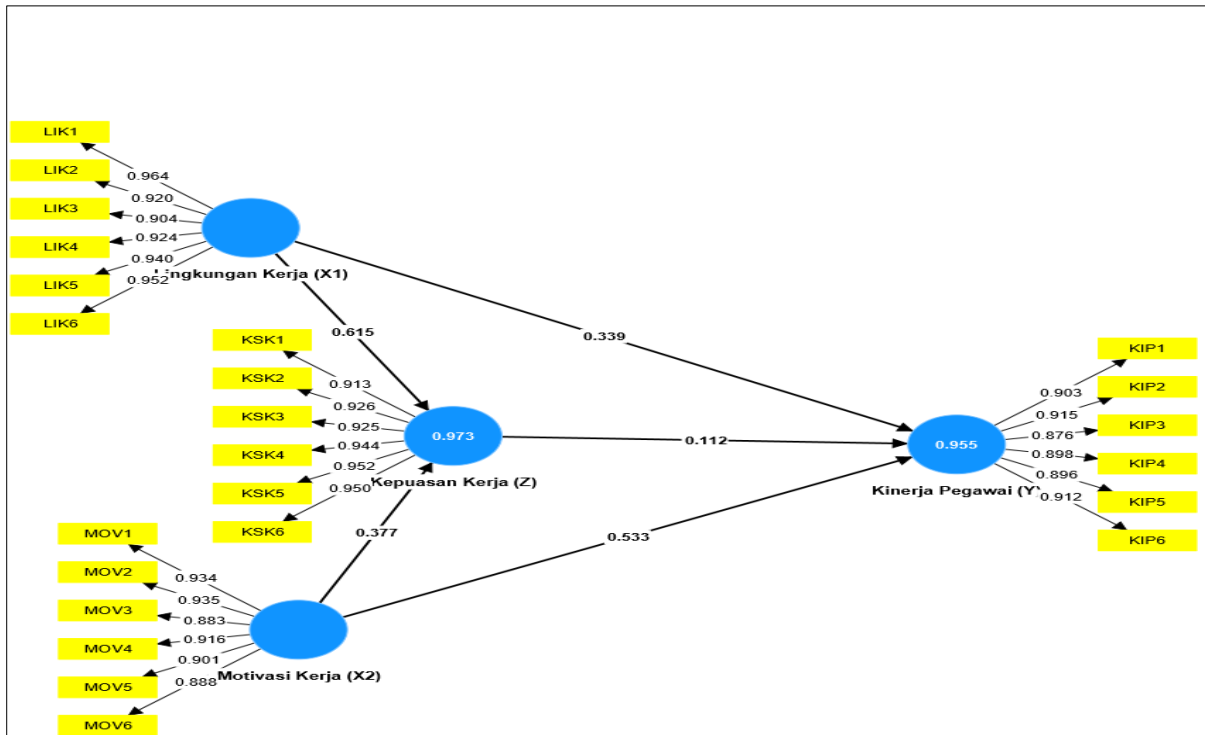 LIK1
LIK2
LIK3
LIK4
LIK5
LIK6
0.964
0.920
0.904
0.924
0.940
0.952
Lingkungan Kerja (X1)
0.615
0.339
KSK1
KSK2
KSK3
KSK4
KSK5
KSK6
0.913
0.926
0.925
0.944
0.952
0.950
0.973
Kepuasan Kerja (Z)
0.112
0.377
0.533
MOV1
MOV2
MOV3
MOV4
MOV5
MOV6
0.934
0.935
0.883
0.916
0.901
0.888
Motivasi Kerja (X2)
0.955
Kinerja Pegawai (Y)
0.903
0.915
0.876
0.898
0.896
0.912
KIP1
KIP2
KIP3
KIP4
KIP5
KIP6